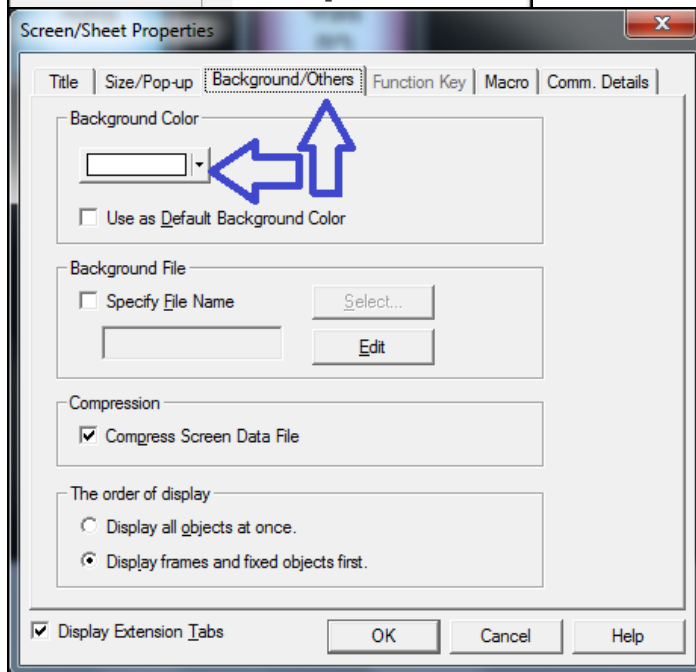 Screen/Sheet Properties
Title Size/Pop-up Background/Others Function Key Macro Comm. Details
Background Color
Use as Default Background Color
Background File
Specify File Name Select...
Edit
Compression
Compress Screen Data File
The order of display
Display all objects at once.
Display frames and fixed objects first.
Display Extension Tabs OK Cancel Help